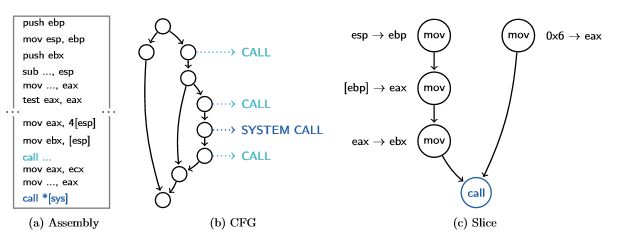 push ebp
mov esp, ebp
push ebx
sub ..., esp
mov ..., eax
test eax, eax
... ...
mov eax, 4[esp]
mov ebx, [esp]
call ...
mov eax, ecx
mov ..., eax
call *[sys]
(a) Assembly
CALL
CALL
SYSTEM CALL
CALL
(b) CFG
esp → ebp
mov
mov
0x6 → eax
[ebp] → eax
mov
eax → ebx
mov
call
(c) Slice